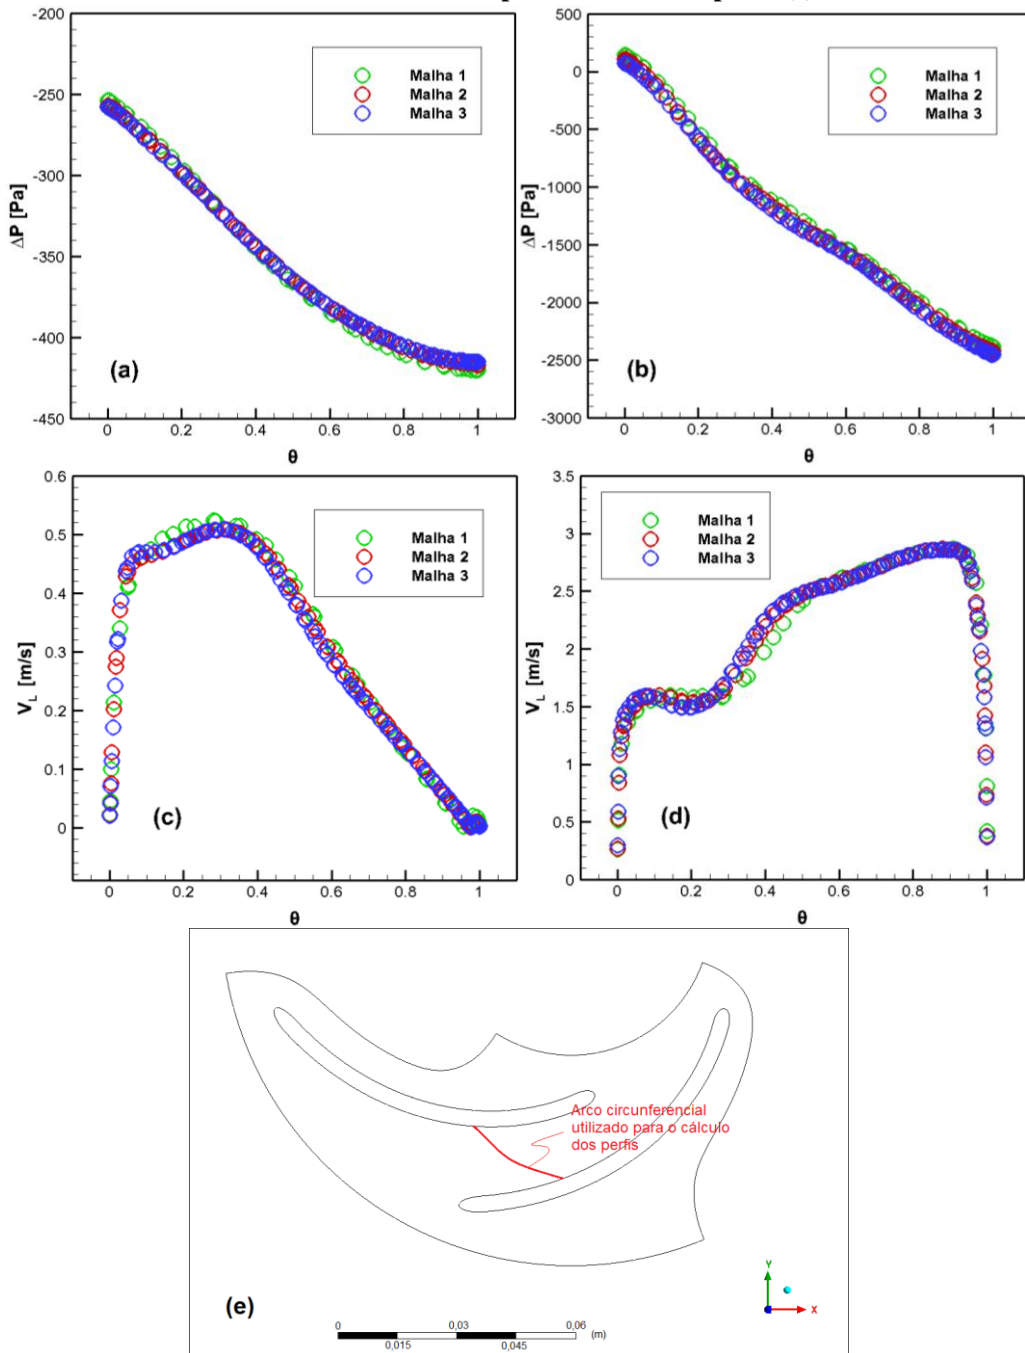 -200
-250
-300
-350
-400
-450
ΔP [Pa]
Malha 1
Malha 2
Malha 3
(a)
0 0.2 0.4 0.6 0.8 1
θ
500
0
-500
-1000
-1500
-2000
-2500
-3000
ΔP [Pa]
Malha 1
Malha 2
Malha 3
(b)
0 0.2 0.4 0.6 0.8 1
θ
0.6
0.5
0.4
0.3
0.2
0.1
0
V_L [m/s]
Malha 1
Malha 2
Malha 3
(c)
0 0.2 0.4 0.6 0.8 1
θ
3.5
3
2.5
2
1.5
1
0.5
0
V_L [m/s]
Malha 1
Malha 2
Malha 3
(d)
0 0.2 0.4 0.6 0.8 1
θ
Arco circunferencial
utilizado para o cálculo
dos perfis
(e)
0 0,03 0,06
(m)
0,015 0,045
Y
X